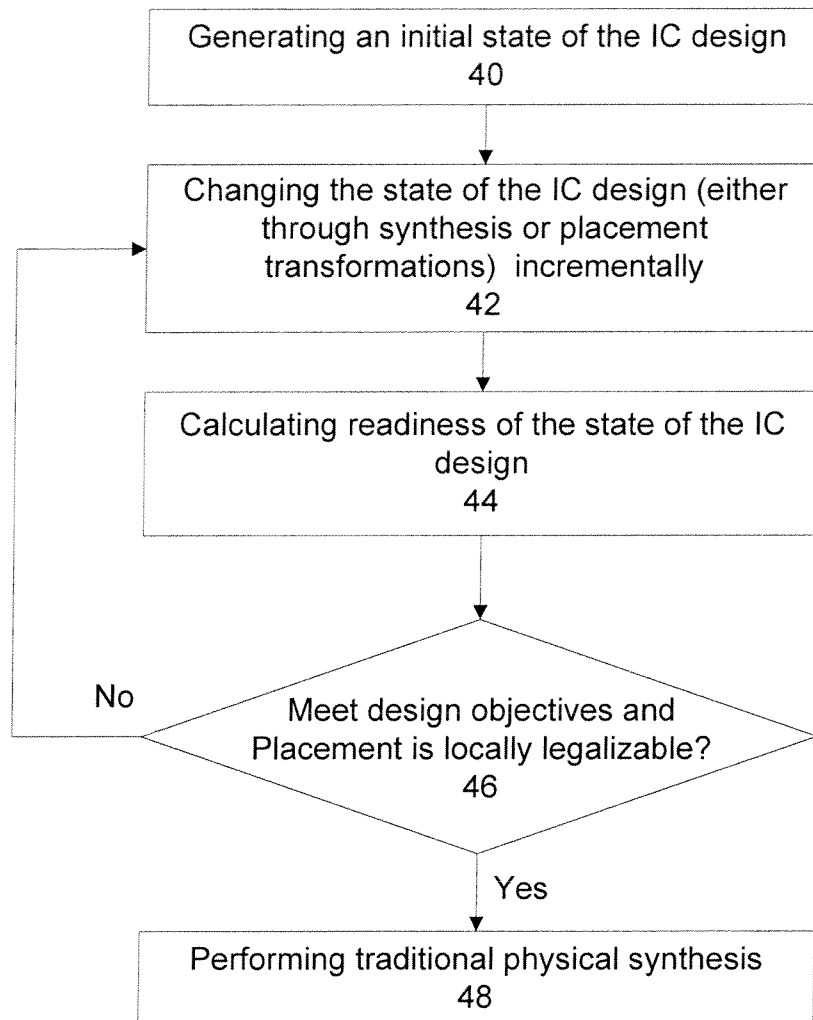 Generating an initial state of the IC design
40
Changing the state of the IC design (either
through synthesis or placement
transformations) incrementally
42
Calculating readiness of the state of the IC
design
44
No
Meet design objectives and
Placement is locally legalizable?
46
Yes
Performing traditional physical synthesis
48